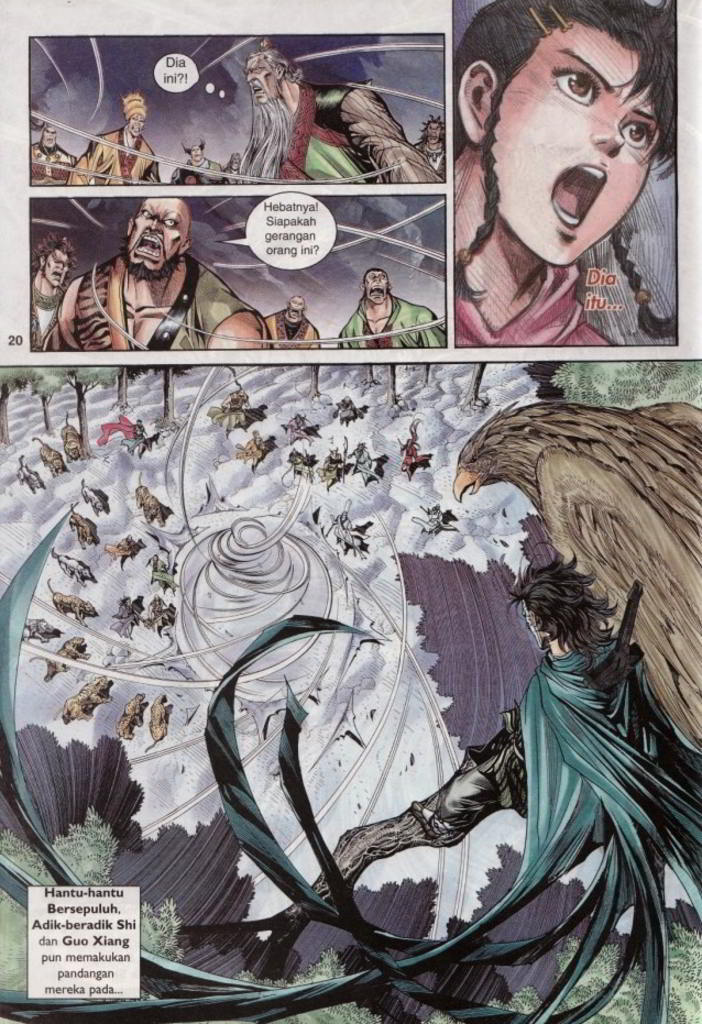 Dia
ini?!
Hebatnya!
Siapakah
gerangan
orang ini?
Dia
itu...
20
Hantu-hantu
Bersepuluh,
Adik-beradik Shi
dan Guo Xiang
pun memakukan
pandangan
mereka pada...